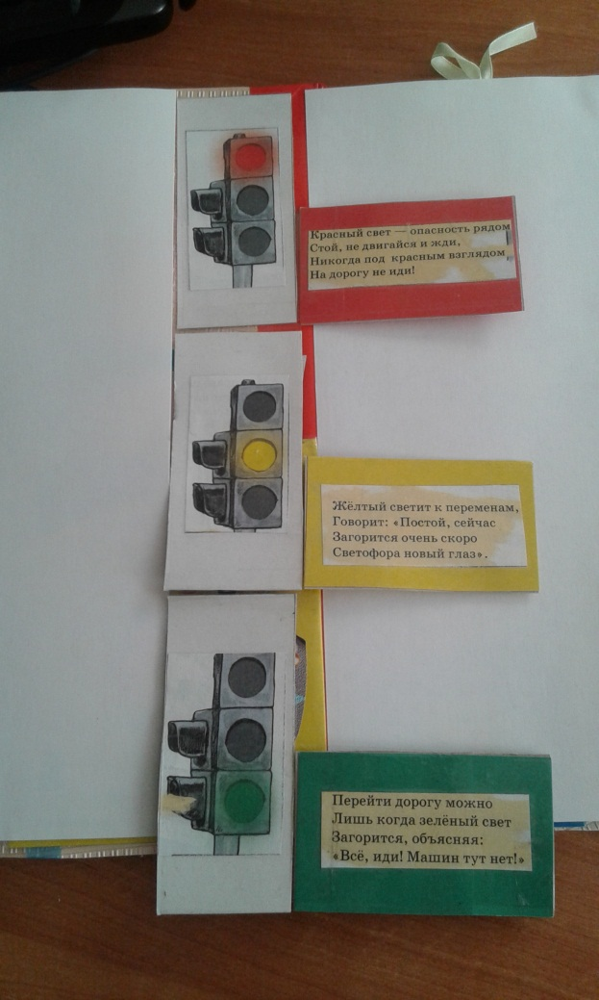 Красный свет — опасность рядом
Стой, не двигайся и жди,
Никогда под красным взглядом
На дорогу не иди!
Жёлтый светит к переменам,
Говорит: «Постой, сейчас
Загорится очень скоро
Светофора новый глаз».
Перейти дорогу можно
Лишь когда зелёный свет
Загорится, объясняя:
«Всё, иди! Машин тут нет!»